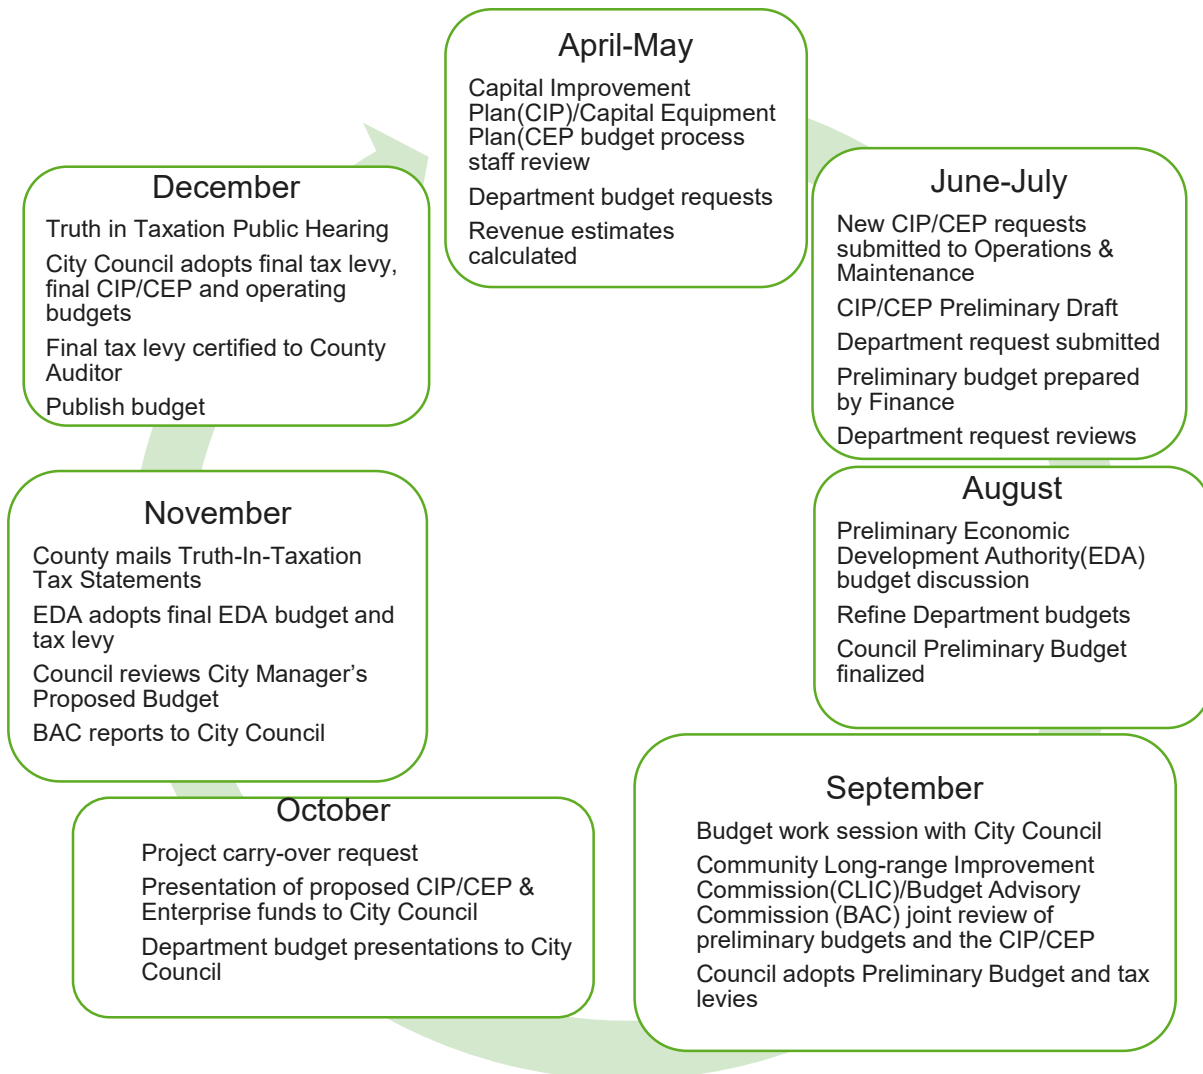 April-May
Capital Improvement
Plan(CIP)/Capital Equipment
Plan(CEP budget process
staff review
Department budget requests
Revenue estimates
calculated
June-July
New CIP/CEP requests
submitted to Operations &
Maintenance
CIP/CEP Preliminary Draft
Department request submitted
Preliminary budget prepared
by Finance
Department request reviews
August
Preliminary Economic
Development Authority(EDA)
budget discussion
Refine Department budgets
Council Preliminary Budget
finalized
September
Budget work session with City Council
Community Long-range Improvement
Commission(CLIC)/Budget Advisory
Commission (BAC) joint review of
preliminary budgets and the CIP/CEP
Council adopts Preliminary Budget and tax
levies
October
Project carry-over request
Presentation of proposed CIP/CEP &
Enterprise funds to City Council
Department budget presentations to City
Council
November
County mails Truth-In-Taxation
Tax Statements
EDA adopts final EDA budget and
tax levy
Council reviews City Manager’s
Proposed Budget
BAC reports to City Council
December
Truth in Taxation Public Hearing
City Council adopts final tax levy,
final CIP/CEP and operating
budgets
Final tax levy certified to County
Auditor
Publish budget